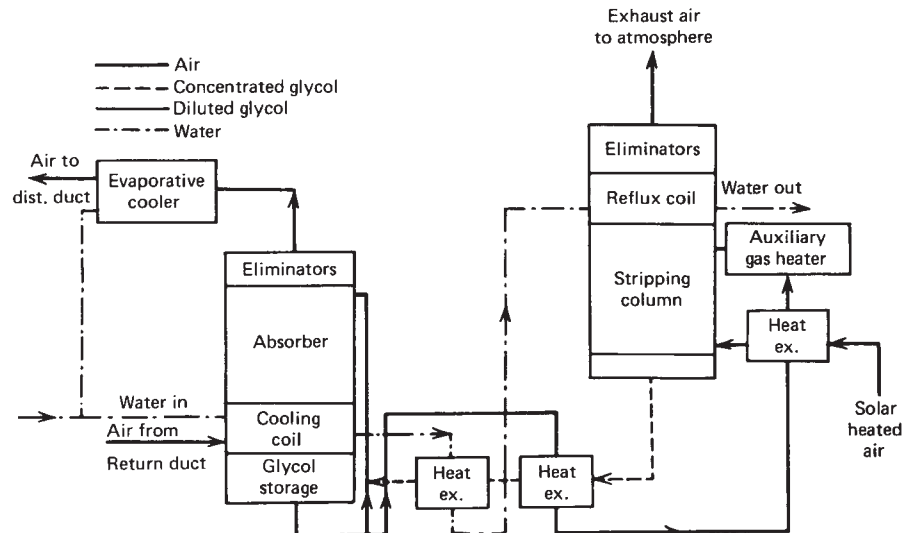 Exhaust air
to atmosphere
Air
Concentrated glycol
Diluted glycol
Water
Air to
dist. duct
Evaporative
cooler
Eliminators
Reflux coil
Water out
Auxiliary
gas heater
Stripping
column
Heat
ex.
Solar
heated
air
Eliminators
Absorber
Water in
Air from
Return duct
Cooling
coil
Glycol
storage
Heat
ex.
Heat
ex.